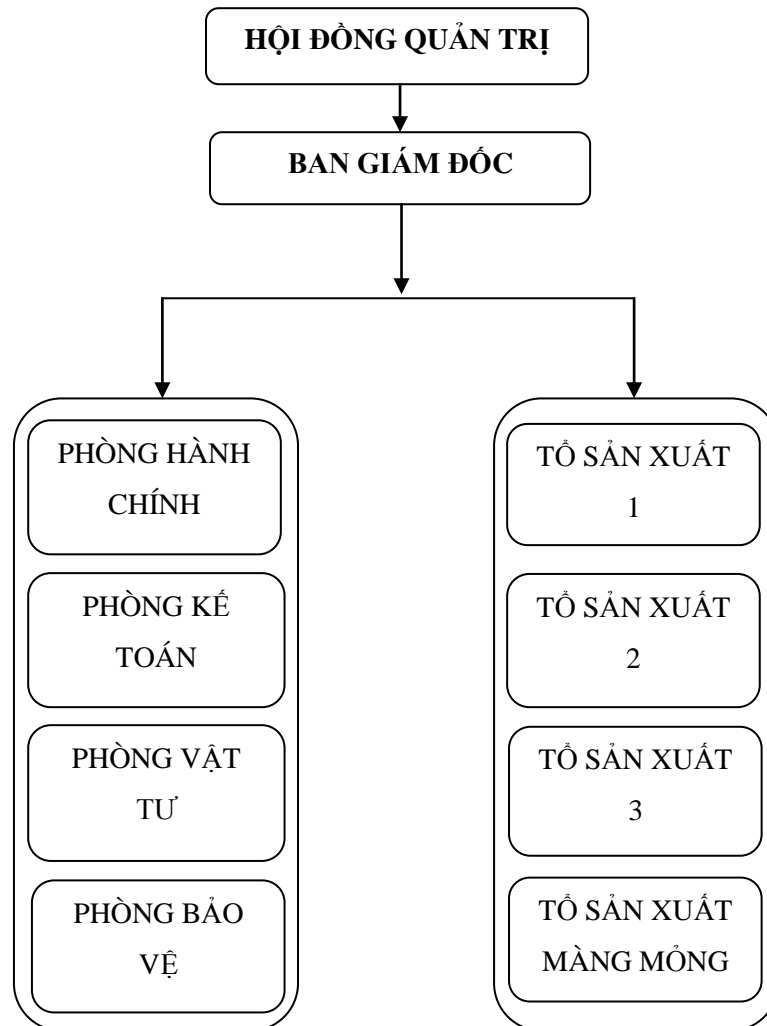 HỘI ĐỒNG QUẢN TRỊ
BAN GIÁM ĐỐC
PHÒNG HÀNH
CHÍNH
PHÒNG KẾ
TOÁN
PHÒNG VẬT
TƯ
PHÒNG BẢO
VỆ
TỔ SẢN XUẤT
1
TỔ SẢN XUẤT
2
TỔ SẢN XUẤT
3
TỔ SẢN XUẤT
MÀNG MỎNG